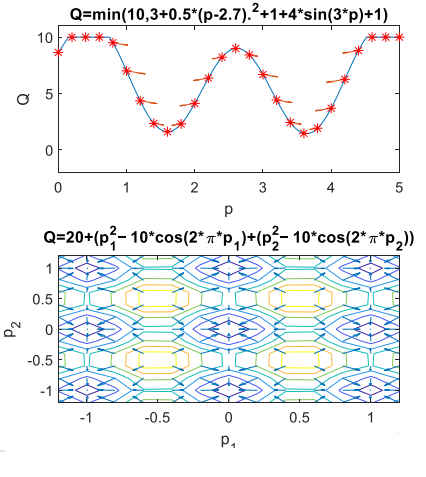 Q=min(10,3+0.5*(p-2.7).²+1+4*sin(3*p)+1)
10
5
0
Q
0 1 2 3 4 5
p
Q=20+(p₁²− 10*cos(2*π*p₁)+(p₂²− 10*cos(2*π*p₂))
1
0.5
0
-0.5
-1
p₂
-1 -0.5 0 0.5 1
p₁